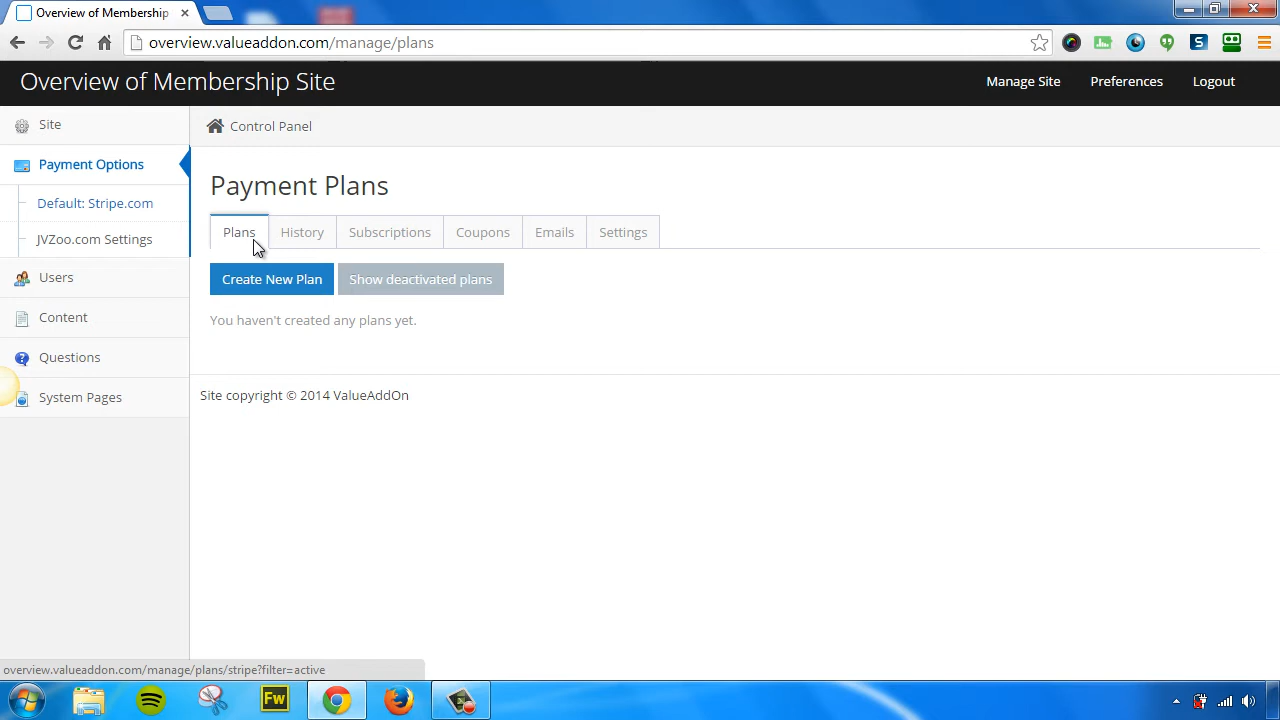 Overview of Membership
overview.valueaddon.com/manage/plans
Overview of Membership Site
Manage Site
Preferences
Logout
Site
Control Panel
Payment Options
Default: Stripe.com
JVZoo.com Settings
Users
Content
Questions
System Pages
Payment Plans
Plans
History
Subscriptions
Coupons
Emails
Settings
Create New Plan
Show deactivated plans
You haven't created any plans yet.
Site copyright © 2014 ValueAddOn
overview.valueaddon.com/manage/plans/stripe?filter=active
Fw